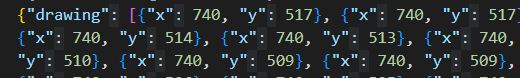 {"drawing": [{"x": 740, "y": 517}, {"x": 740, "y": 517
{"x": 740, "y": 514}, {"x": 740, "y": 513}, {"x": 740,
"y": 510}, {"x": 740, "y": 509}, {"x": 740, "y": 509},